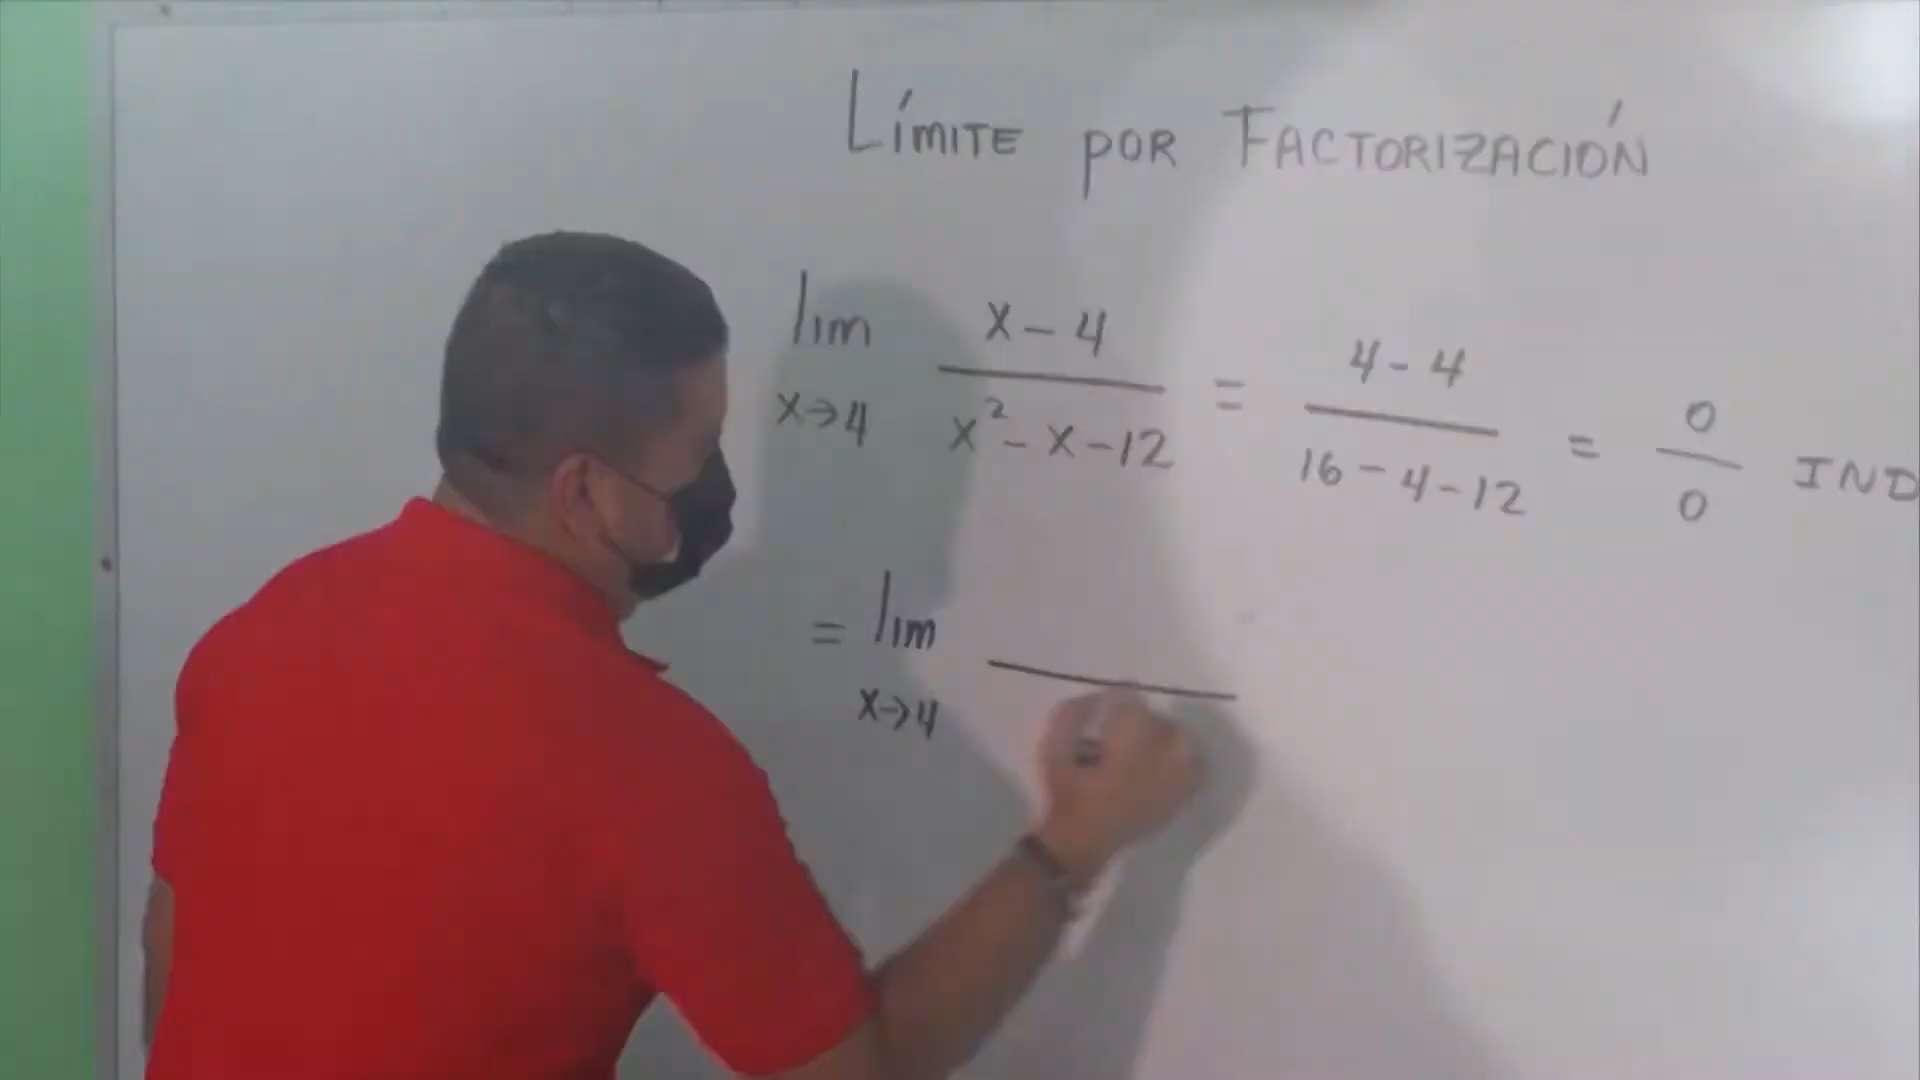 Límite por Factorización
lim x→4 x-4 / x²-x-12 = 4-4 / 16-4-12 = 0/0 IND
= lim x→4